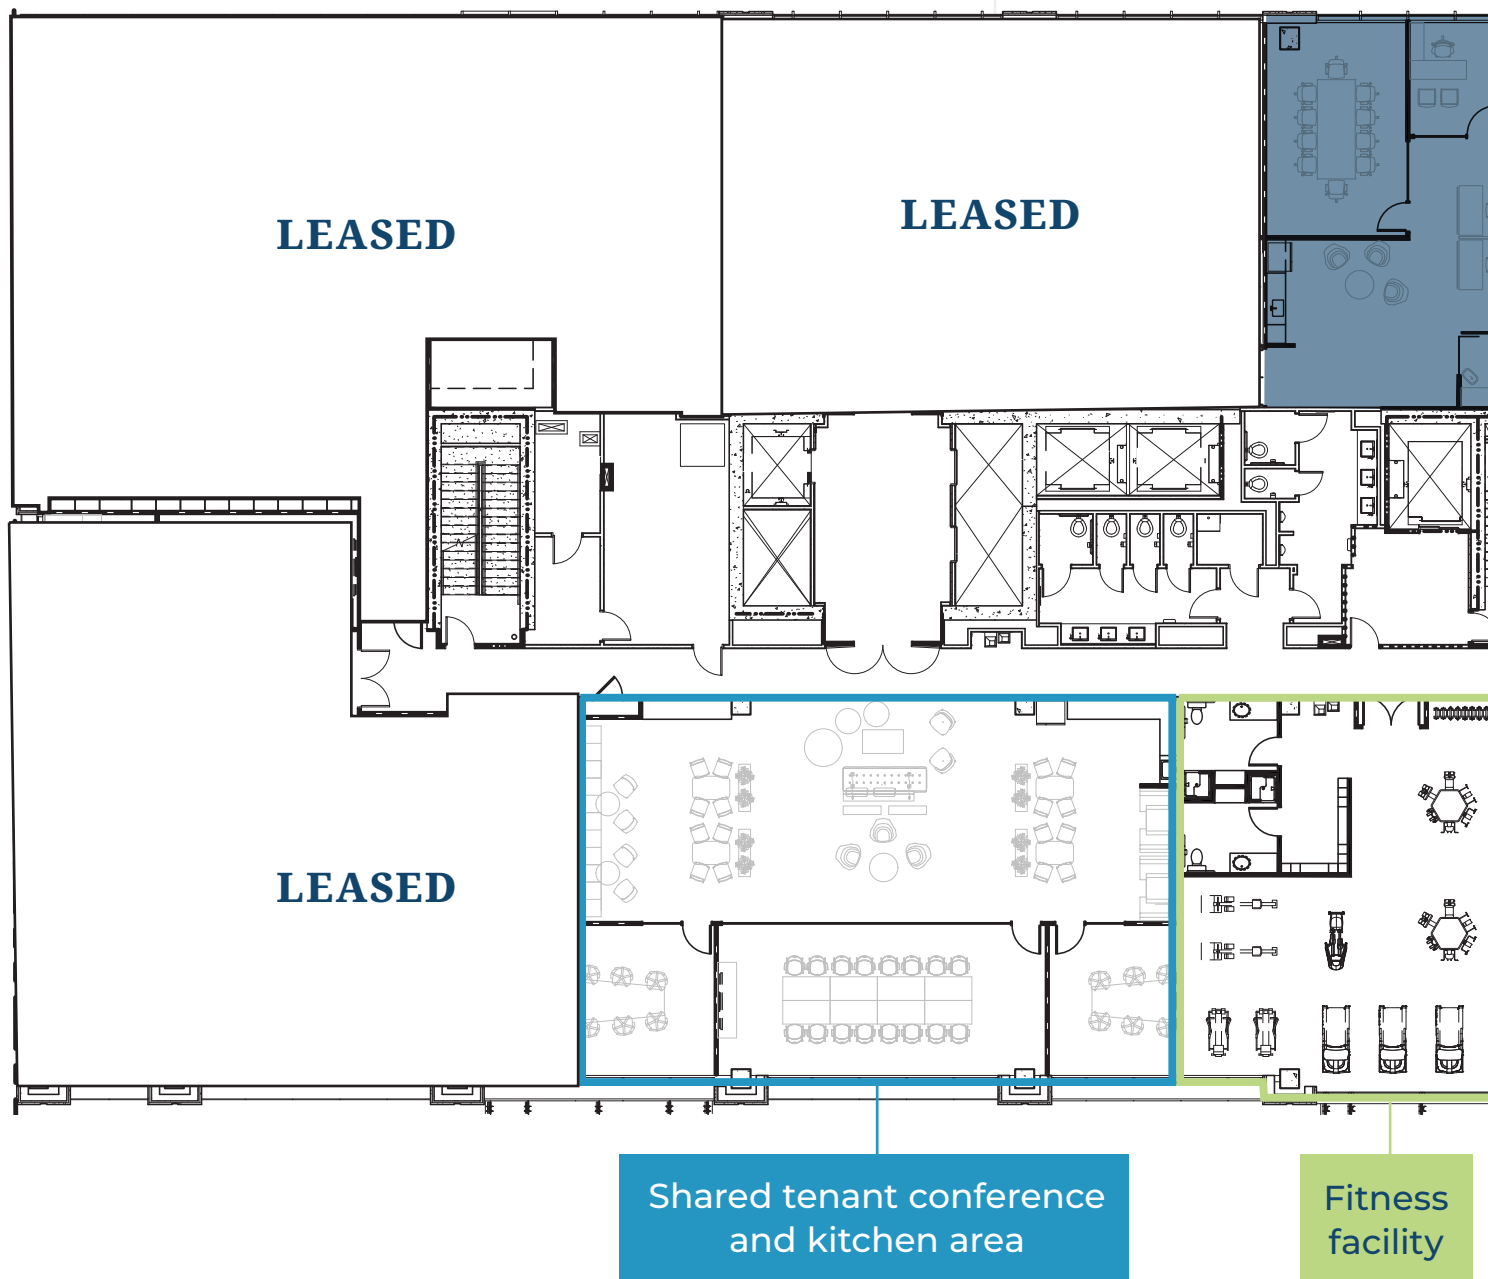 LEASED
LEASED
LEASED
Shared tenant conference
and kitchen area
Fitness
facility